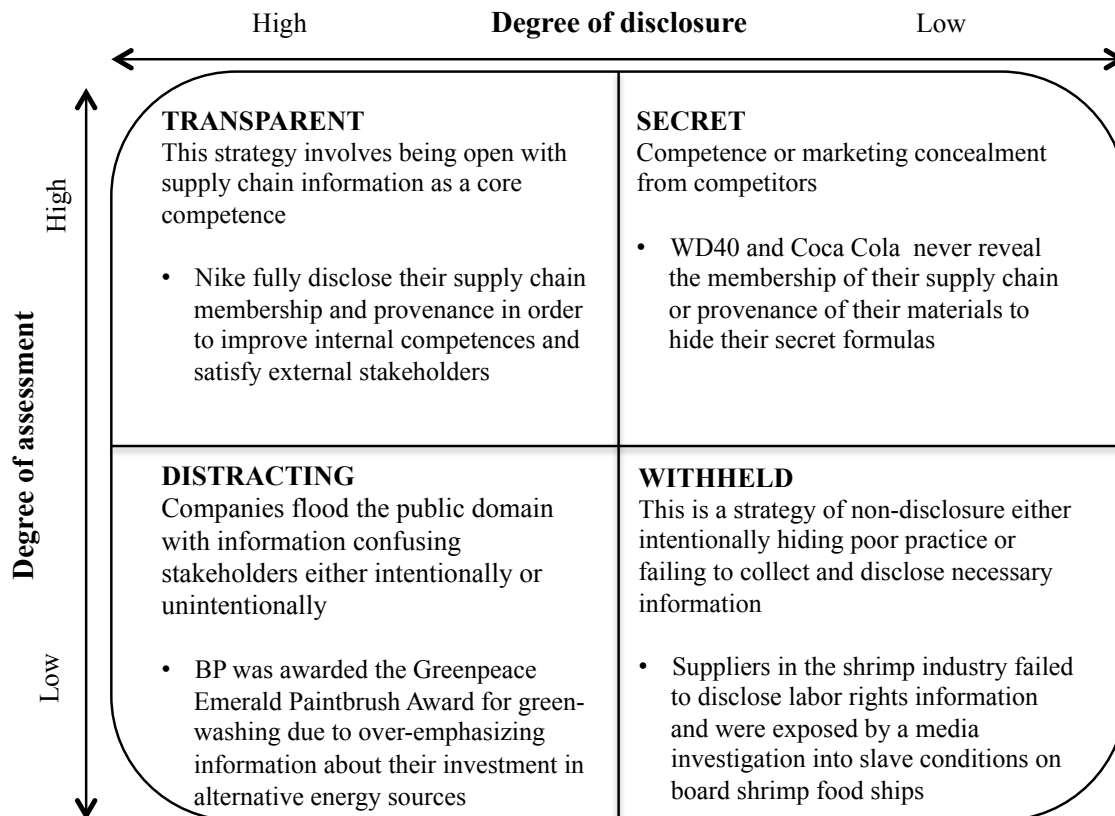 High Degree of disclosure Low
High
Degree of assessment
Low
TRANSPARENT
This strategy involves being open with
supply chain information as a core
competence
• Nike fully disclose their supply chain
membership and provenance in order
to improve internal competences and
satisfy external stakeholders
SECRET
Competence or marketing concealment
from competitors
• WD40 and Coca Cola never reveal
the membership of their supply chain
or provenance of their materials to
hide their secret formulas
DISTRACTING
Companies flood the public domain
with information confusing
stakeholders either intentionally or
unintentionally
• BP was awarded the Greenpeace
Emerald Paintbrush Award for green-
washing due to over-emphasizing
information about their investment in
alternative energy sources
WITHHELD
This is a strategy of non-disclosure either
intentionally hiding poor practice or
failing to collect and disclose necessary
information
• Suppliers in the shrimp industry failed
to disclose labor rights information
and were exposed by a media
investigation into slave conditions on
board shrimp food ships